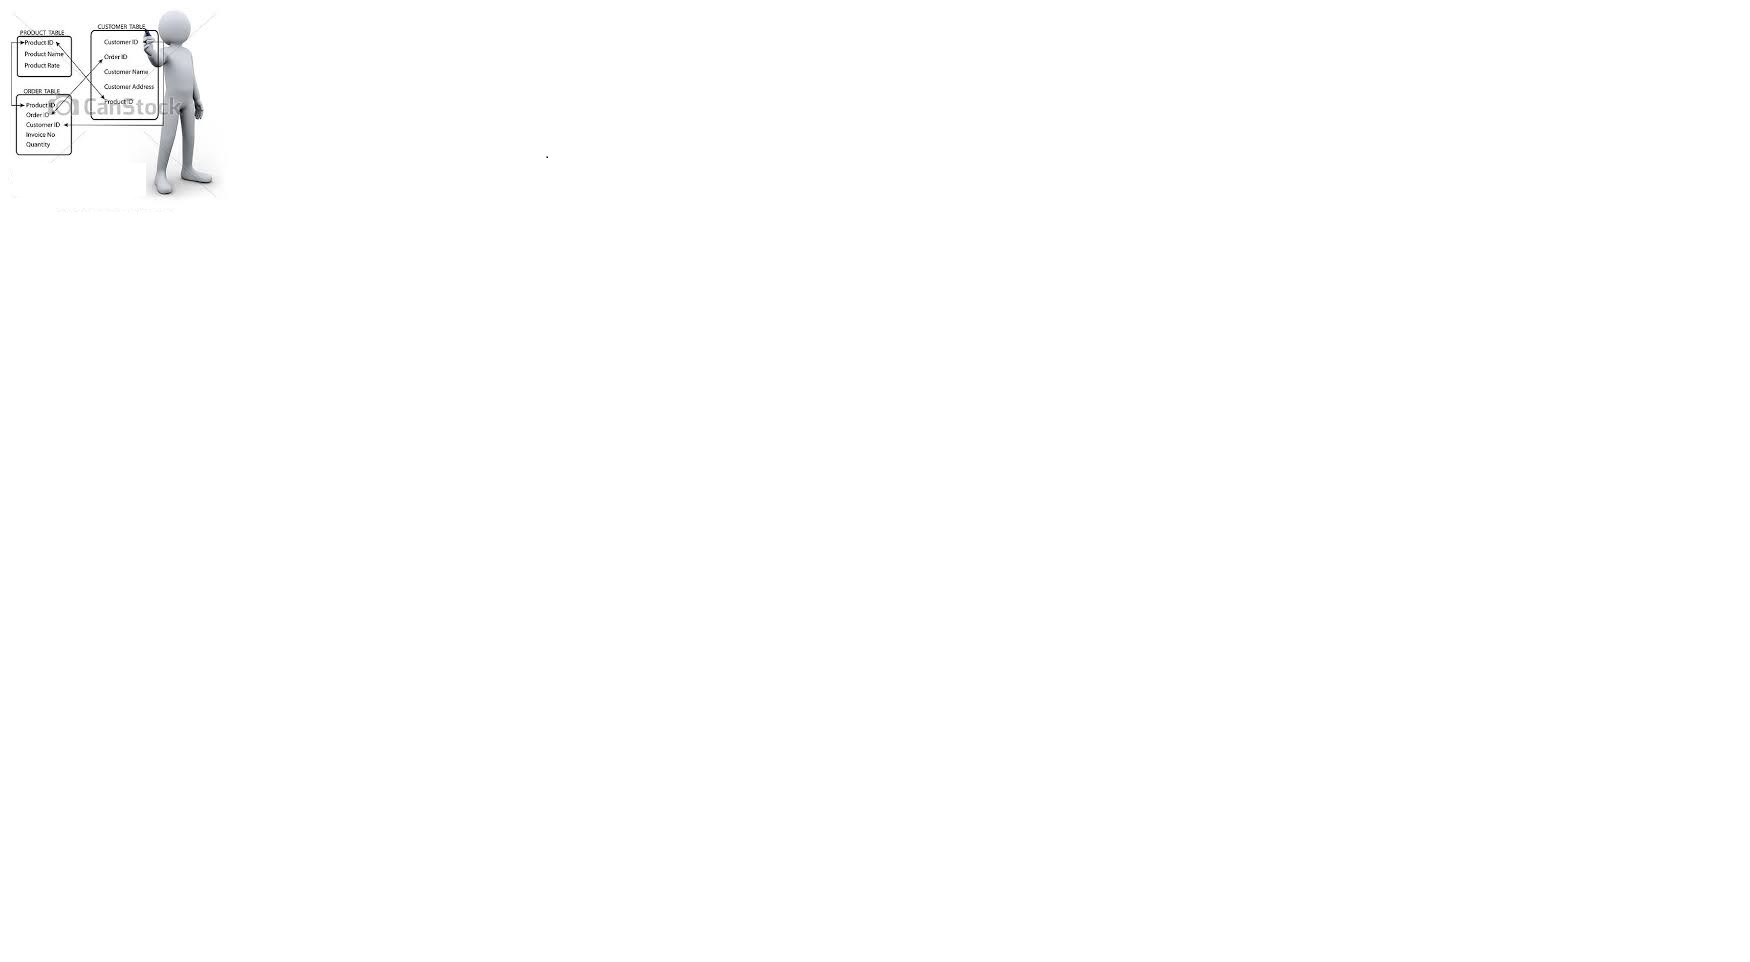 PRODUCT TABLE
Product ID
Product Name
Product Rate
CUSTOMER TABLE
Customer ID
Order ID
Customer Name
Customer Address
Product ID
ORDER TABLE
Product ID
Order ID
Customer ID
Invoice No
Quantity
CanStock